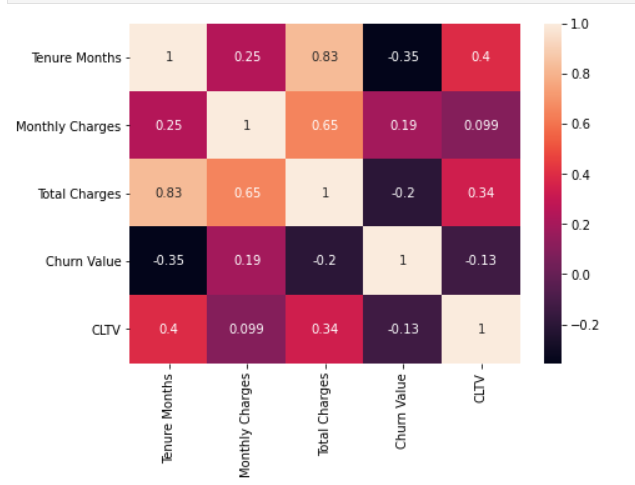 Tenure Months 1 0.25 0.83 -0.35 0.4
Monthly Charges 0.25 1 0.65 0.19 0.099
Total Charges 0.83 0.65 1 -0.2 0.34
Churn Value -0.35 0.19 -0.2 1 -0.13
CLTV 0.4 0.099 0.34 -0.13 1
Tenure Months
Monthly Charges
Total Charges
Churn Value
CLTV
1.0
0.8
0.6
0.4
0.2
0.0
-0.2